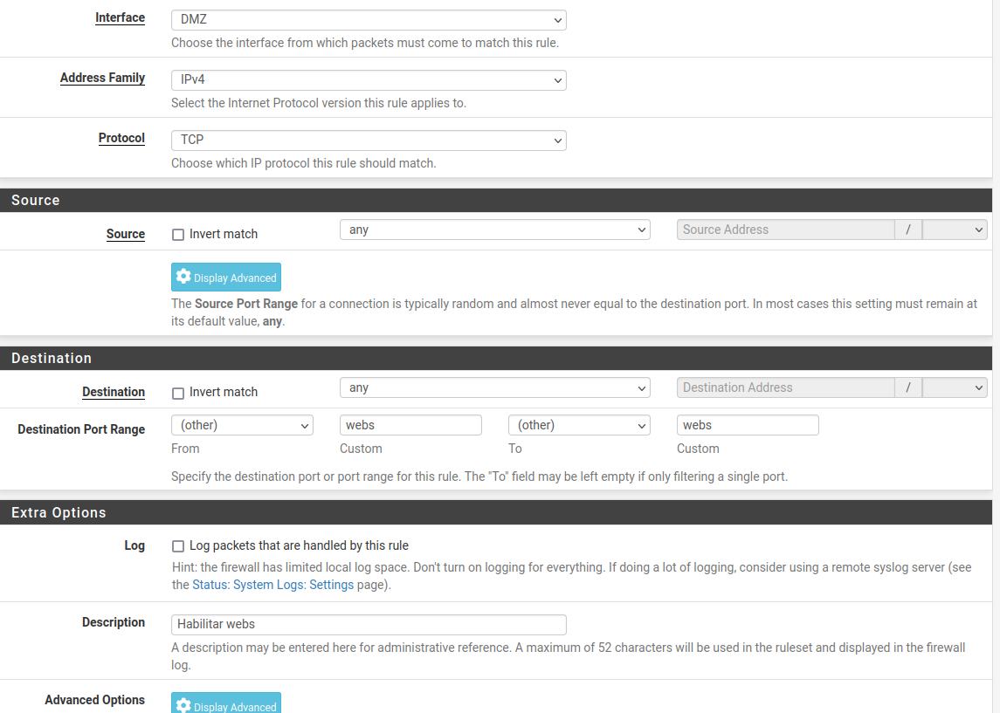 Interface
DMZ
Choose the interface from which packets must come to match this rule.
Address Family
IPv4
Select the Internet Protocol version this rule applies to.
Protocol
TCP
Choose which IP protocol this rule should match.
Source
Source
Invert match
any
Source Address
/
Display Advanced
The Source Port Range for a connection is typically random and almost never equal to the destination port. In most cases this setting must remain at
its default value, any.
Destination
Destination
Invert match
any
Destination Address
/
Destination Port Range
(other)
webs
(other)
webs
From
Custom
To
Custom
Specify the destination port or port range for this rule. The "To" field may be left empty if only filtering a single port.
Extra Options
Log
Log packets that are handled by this rule
Hint: the firewall has limited local log space. Don't turn on logging for everything. If doing a lot of logging, consider using a remote syslog server (see
the Status: System Logs: Settings page).
Description
Habilitar webs
A description may be entered here for administrative reference. A maximum of 52 characters will be used in the ruleset and displayed in the firewall
log.
Advanced Options
Display Advanced